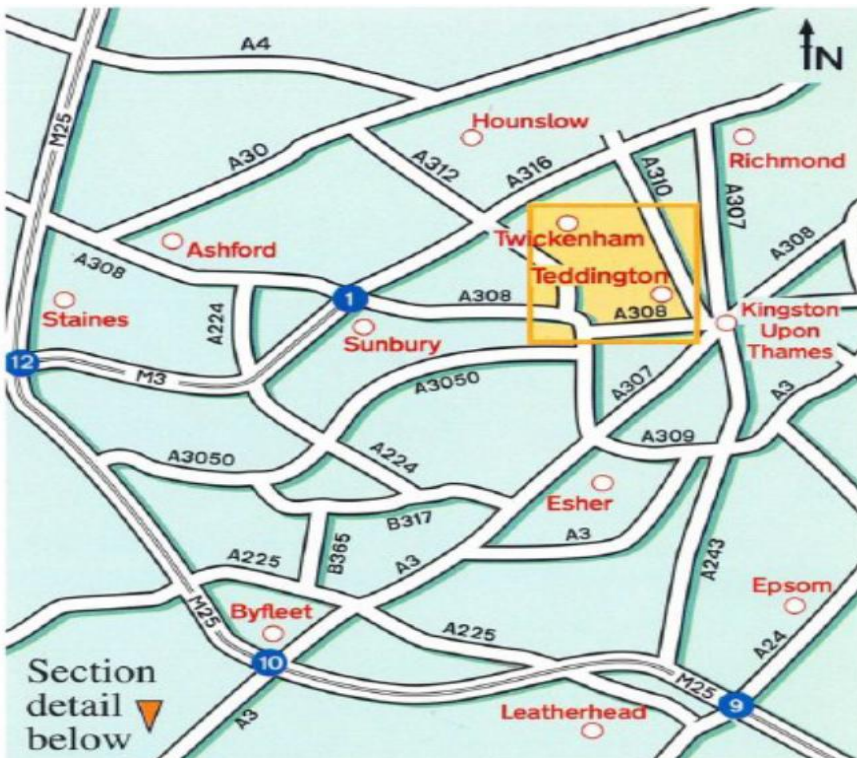 A4
N
M25
Hounslow
A30
A312
A316
A310
Richmond
A307
Twickenham
A308
Ashford
A308
Teddington
Staines
A224
1
A308
A308
Kingston
Upon
Thames
Sunbury
12
M3
A3050
A307
A3
A3050
A224
A309
Esher
B317
A3
A225
B365
A3
A243
Epsom
M25
Byfleet
A225
A24
10
M25
Section
detail
below
A3
Leatherhead
9